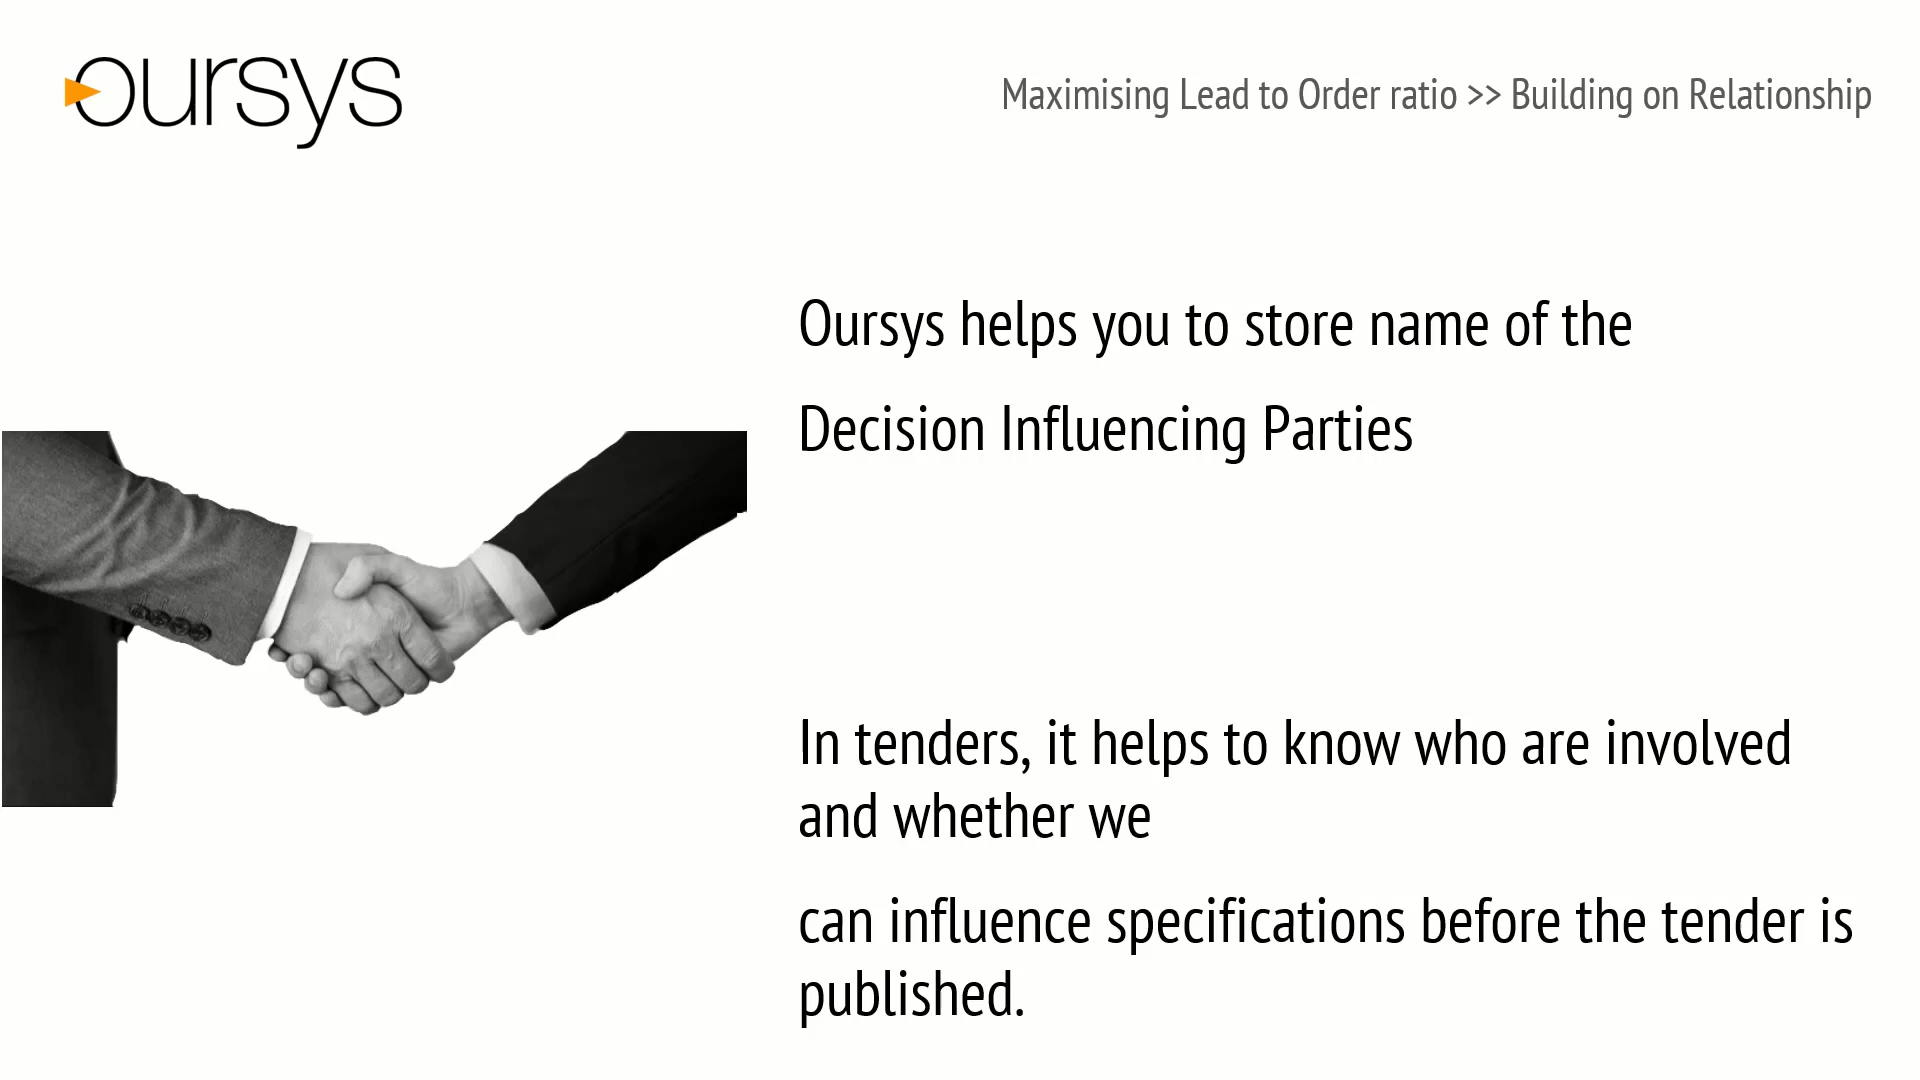 oursys
Maximising Lead to Order ratio >> Building on Relationship
Oursys helps you to store name of the
Decision Influencing Parties
In tenders, it helps to know who are involved
and whether we
can influence specifications before the tender is
published.